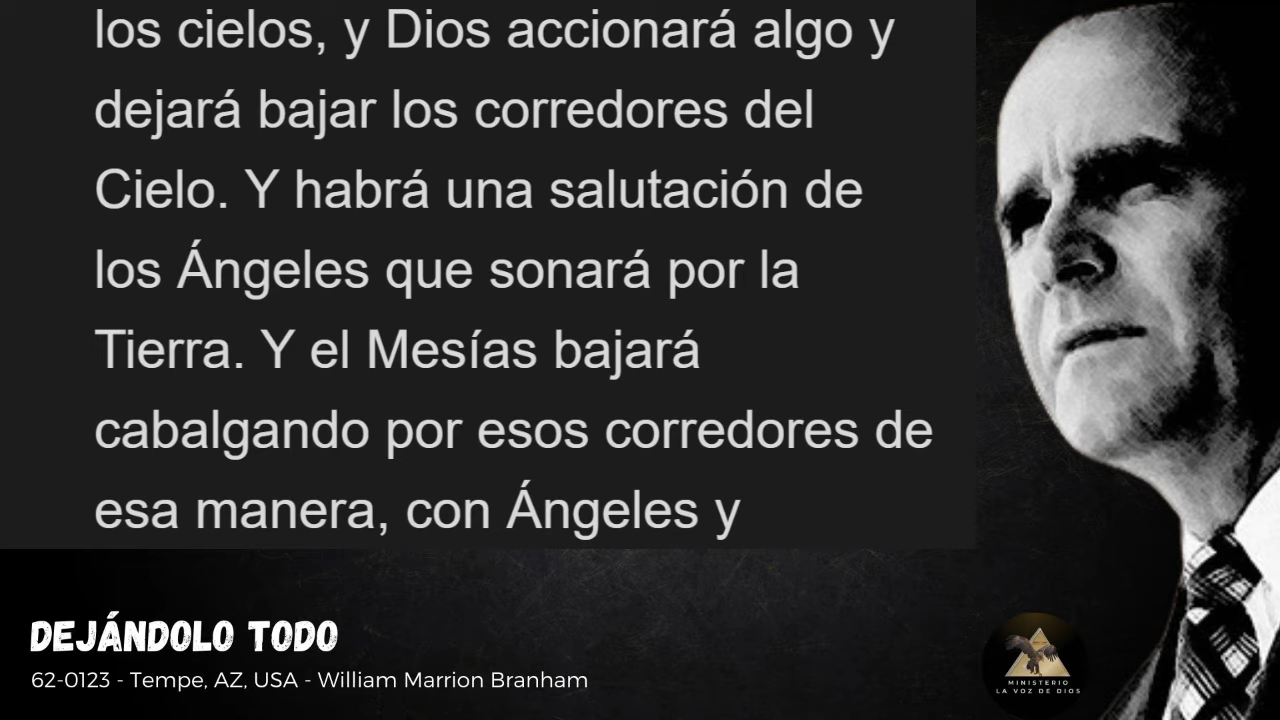 los cielos, y Dios accionará algo y
dejará bajar los corredores del
Cielo. Y habrá una salutación de
los Ángeles que sonará por la
Tierra. Y el Mesías bajará
cabalgando por esos corredores de
esa manera, con Ángeles y
DEJÁNDOLO TODO
62-0123 - Tempe, AZ, USA - William Marrion Branham
MINISTERIO
LA VOZ DE DIOS